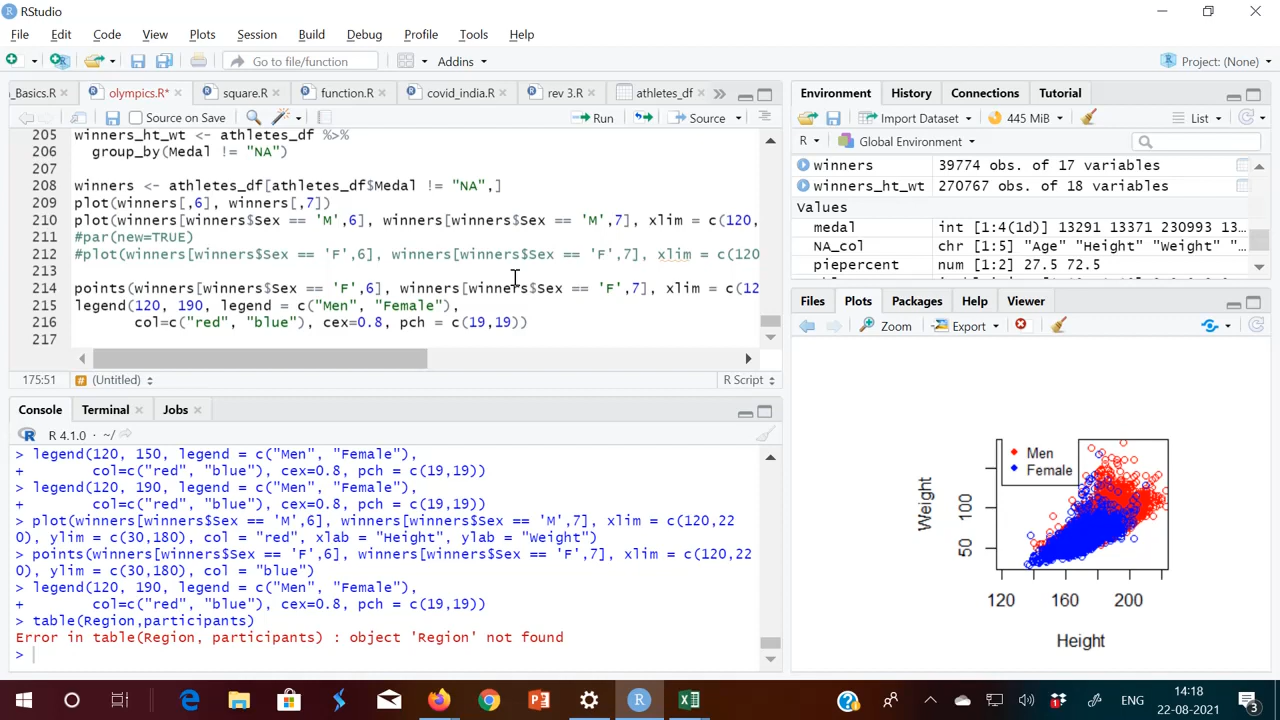 RStudio
File Edit Code View Plots Session Build Debug Profile Tools Help
Go to file/function Addins Project: (None)
_Basics.R olympics.R* square.R function.R covid_india.R rev 3.R athletes_df
Source on Save Run Source
205 winners_ht_wt <- athletes_df %>%
206 group_by(Medal != "NA")
207
208 winners <- athletes_df[athletes_df$Medal != "NA",]
209 plot(winners[,6], winners[,7])
210 plot(winners[winners$Sex == 'M',6], winners[winners$Sex == 'M',7], xlim = c(120,
211 #par(new=TRUE)
212 #plot(winners[winners$Sex == 'F',6], winners[winners$Sex == 'F',7], xlim = c(120
213
214 points(winners[winners$Sex == 'F',6], winners[winners$Sex == 'F',7], xlim = c(12
215 legend(120, 190, legend = c("Men", "Female"),
216 col=c("red", "blue"), cex=0.8, pch = c(19,19))
217
175:51 # (Untitled) R Script
Console Terminal Jobs
R 4.1.0 · ~/
> legend(120, 150, legend = c("Men", "Female"),
+ col=c("red", "blue"), cex=0.8, pch = c(19,19))
> legend(120, 190, legend = c("Men", "Female"),
+ col=c("red", "blue"), cex=0.8, pch = c(19,19))
> plot(winners[winners$Sex == 'M',6], winners[winners$Sex == 'M',7], xlim = c(120,22
0), ylim = c(30,180), col = "red", xlab = "Height", ylab = "Weight")
> points(winners[winners$Sex == 'F',6], winners[winners$Sex == 'F',7], xlim = c(120,22
0), ylim = c(30,180), col = "blue")
> legend(120, 190, legend = c("Men", "Female"),
+ col=c("red", "blue"), cex=0.8, pch = c(19,19))
> table(Region,participants)
Error in table(Region, participants) : object 'Region' not found
>
Environment History Connections Tutorial
Import Dataset 445 MiB List
R Global Environment
winners 39774 obs. of 17 variables
winners_ht_wt 270767 obs. of 18 variables
Values
medal int [1:4(1d)] 13291 13371 230993 13...
NA_col chr [1:5] "Age" "Height" "Weight" "...
piepercent num [1:2] 27.5 72.5
Files Plots Packages Help Viewer
Zoom Export
Men
Female
Weight
100
50
120 160 200
Height
ENG
14:18
22-08-2021
3